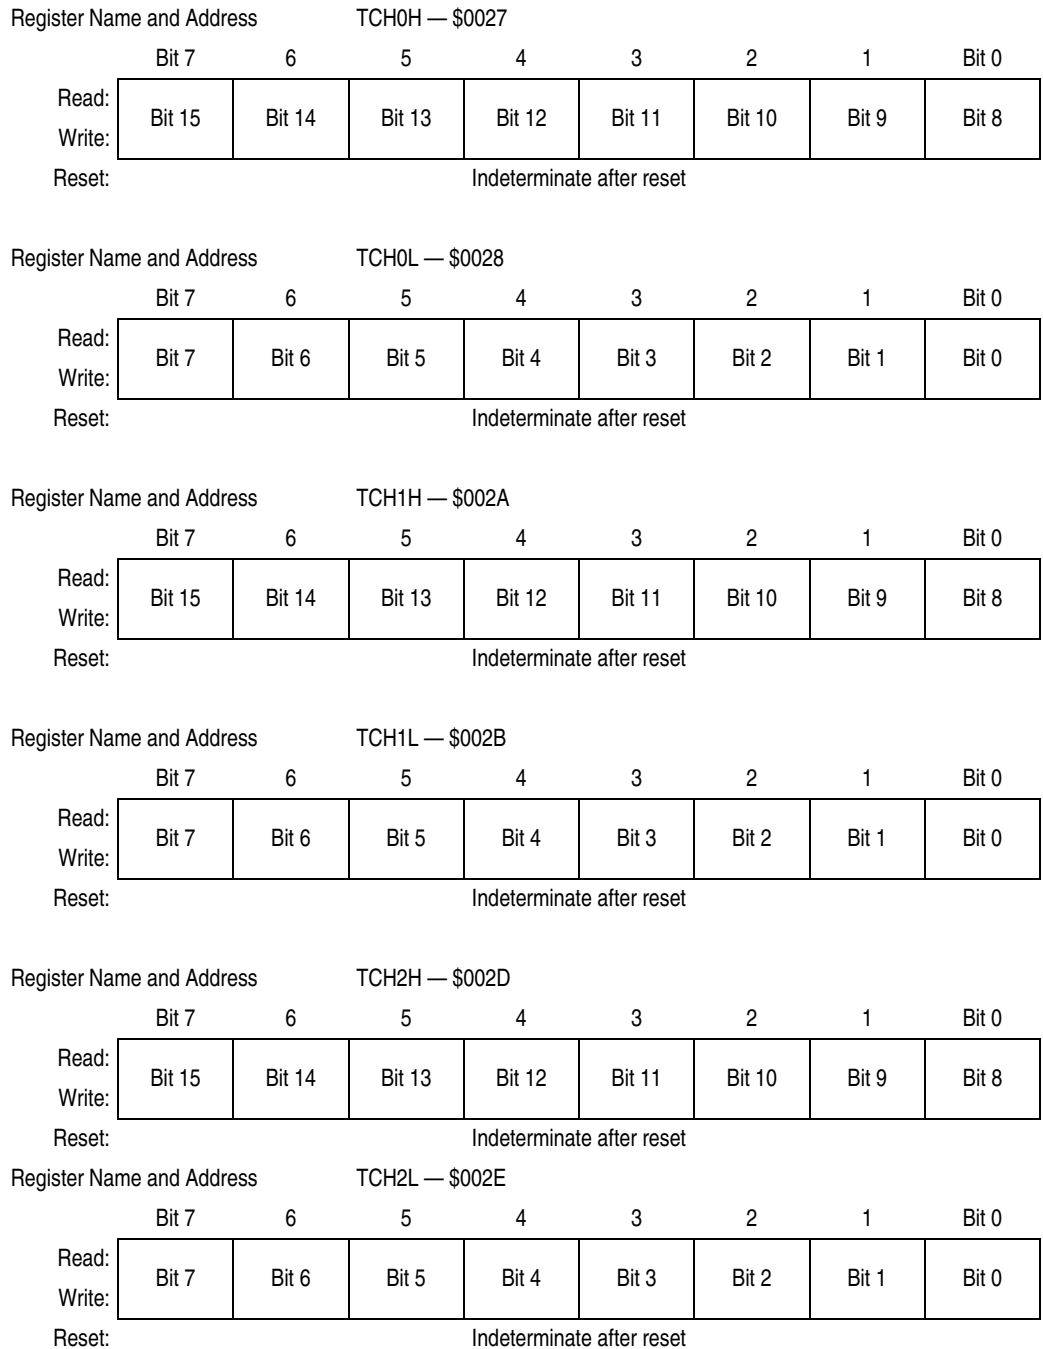 Register Name and Address TCH0H — $0027
Bit 7 6 5 4 3 2 1 Bit 0
Read:
Bit 15 Bit 14 Bit 13 Bit 12 Bit 11 Bit 10 Bit 9 Bit 8
Write:
Reset: Indeterminate after reset
Register Name and Address TCH0L — $0028
Bit 7 6 5 4 3 2 1 Bit 0
Read:
Bit 7 Bit 6 Bit 5 Bit 4 Bit 3 Bit 2 Bit 1 Bit 0
Write:
Reset: Indeterminate after reset
Register Name and Address TCH1H — $002A
Bit 7 6 5 4 3 2 1 Bit 0
Read:
Bit 15 Bit 14 Bit 13 Bit 12 Bit 11 Bit 10 Bit 9 Bit 8
Write:
Reset: Indeterminate after reset
Register Name and Address TCH1L — $002B
Bit 7 6 5 4 3 2 1 Bit 0
Read:
Bit 7 Bit 6 Bit 5 Bit 4 Bit 3 Bit 2 Bit 1 Bit 0
Write:
Reset: Indeterminate after reset
Register Name and Address TCH2H — $002D
Bit 7 6 5 4 3 2 1 Bit 0
Read:
Bit 15 Bit 14 Bit 13 Bit 12 Bit 11 Bit 10 Bit 9 Bit 8
Write:
Reset: Indeterminate after reset
Register Name and Address TCH2L — $002E
Bit 7 6 5 4 3 2 1 Bit 0
Read:
Bit 7 Bit 6 Bit 5 Bit 4 Bit 3 Bit 2 Bit 1 Bit 0
Write:
Reset: Indeterminate after reset